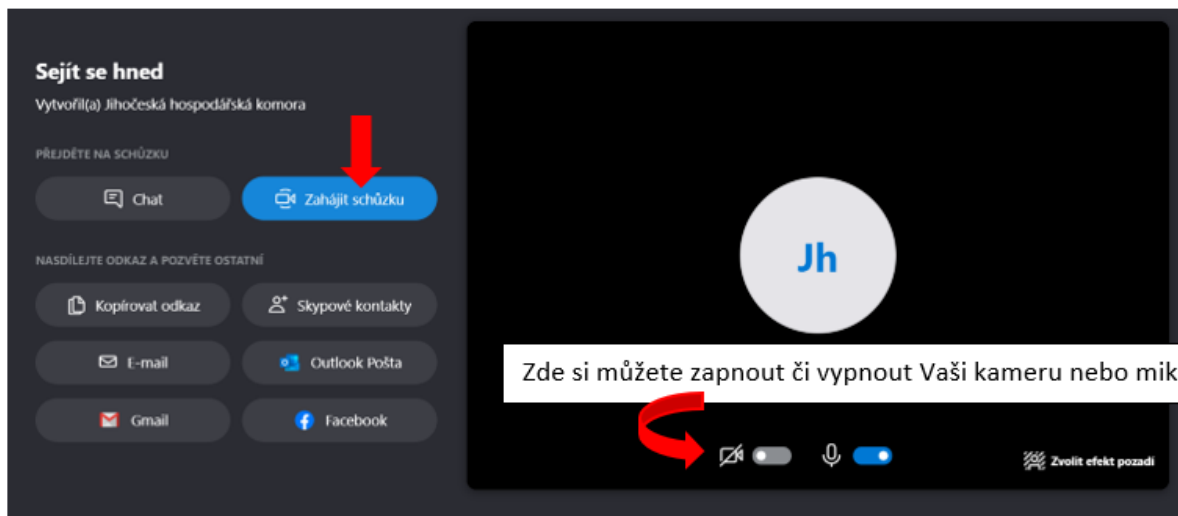 Sejít se hned
Vytvořil(a) Jihočeská hospodářská komora
PŘEJDĚTE NA SCHŮZKU
Chat
Zahájit schůzku
NASDÍLEJTE ODKAZ A POZVĚTE OSTATNÍ
Kopírovat odkaz
Skypové kontakty
E-mail
Outlook Pošta
Gmail
Facebook
Jh
Zde si můžete zapnout či vypnout Vaši kameru nebo mik
Zvolit efekt pozadí